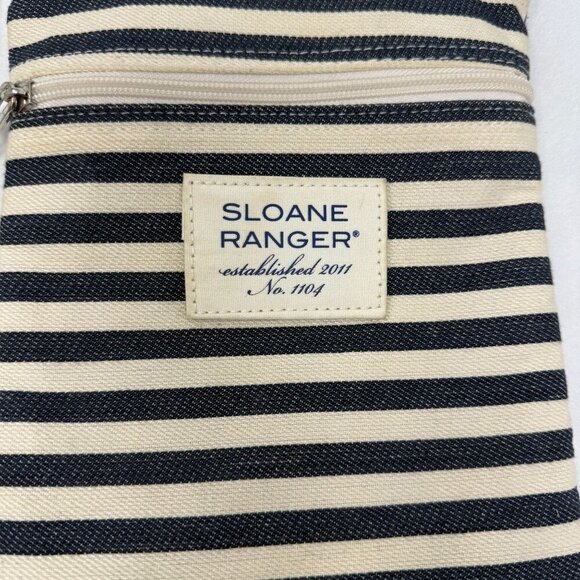 SLOANE
RANGER®
established 2011
No. 1104